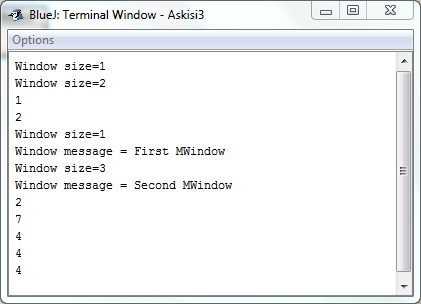 BlueJ: Terminal Window - Askisi3
Options
Window size=1
Window size=2
1
2
Window size=1
Window message = First MWindow
Window size=3
Window message = Second MWindow
2
7
4
4
4